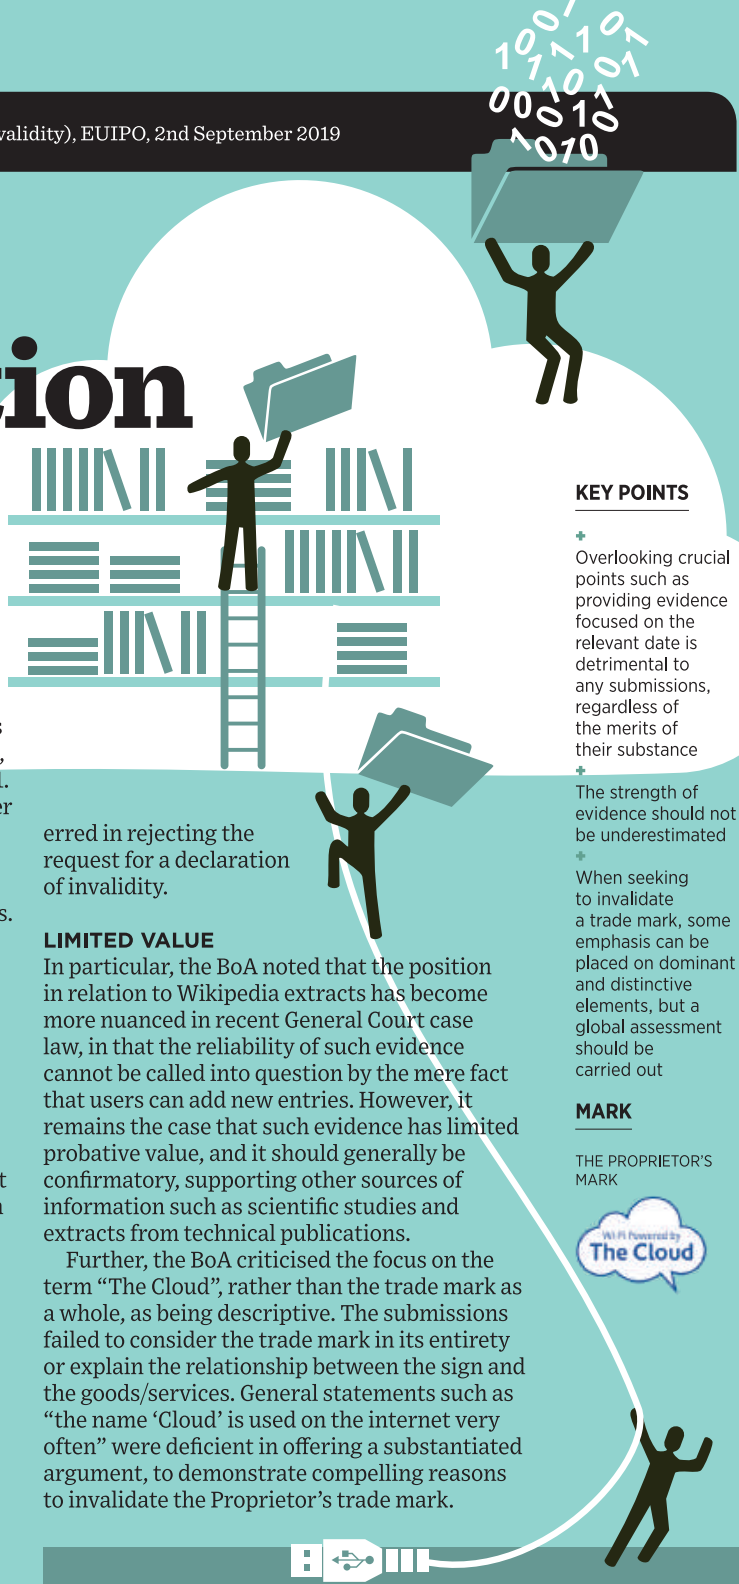 validity), EUIPO, 2nd September 2019
tion
s
,
l.
er
s.
t
n
erred in rejecting the
request for a declaration
of invalidity.
LIMITED VALUE
In particular, the BoA noted that the position
in relation to Wikipedia extracts has become
more nuanced in recent General Court case
law, in that the reliability of such evidence
cannot be called into question by the mere fact
that users can add new entries. However, it
remains the case that such evidence has limited
probative value, and it should generally be
confirmatory, supporting other sources of
information such as scientific studies and
extracts from technical publications.
Further, the BoA criticised the focus on the
term “The Cloud”, rather than the trade mark as
a whole, as being descriptive. The submissions
failed to consider the trade mark in its entirety
or explain the relationship between the sign and
the goods/services. General statements such as
“the name ‘Cloud’ is used on the internet very
often” were deficient in offering a substantiated
argument, to demonstrate compelling reasons
to invalidate the Proprietor’s trade mark.
KEY POINTS
+
Overlooking crucial
points such as
providing evidence
focused on the
relevant date is
detrimental to
any submissions,
regardless of
the merits of
their substance
+
The strength of
evidence should not
be underestimated
+
When seeking
to invalidate
a trade mark, some
emphasis can be
placed on dominant
and distinctive
elements, but a
global assessment
should be
carried out
MARK
THE PROPRIETOR’S
MARK
Wi Fi Powered by
The Cloud